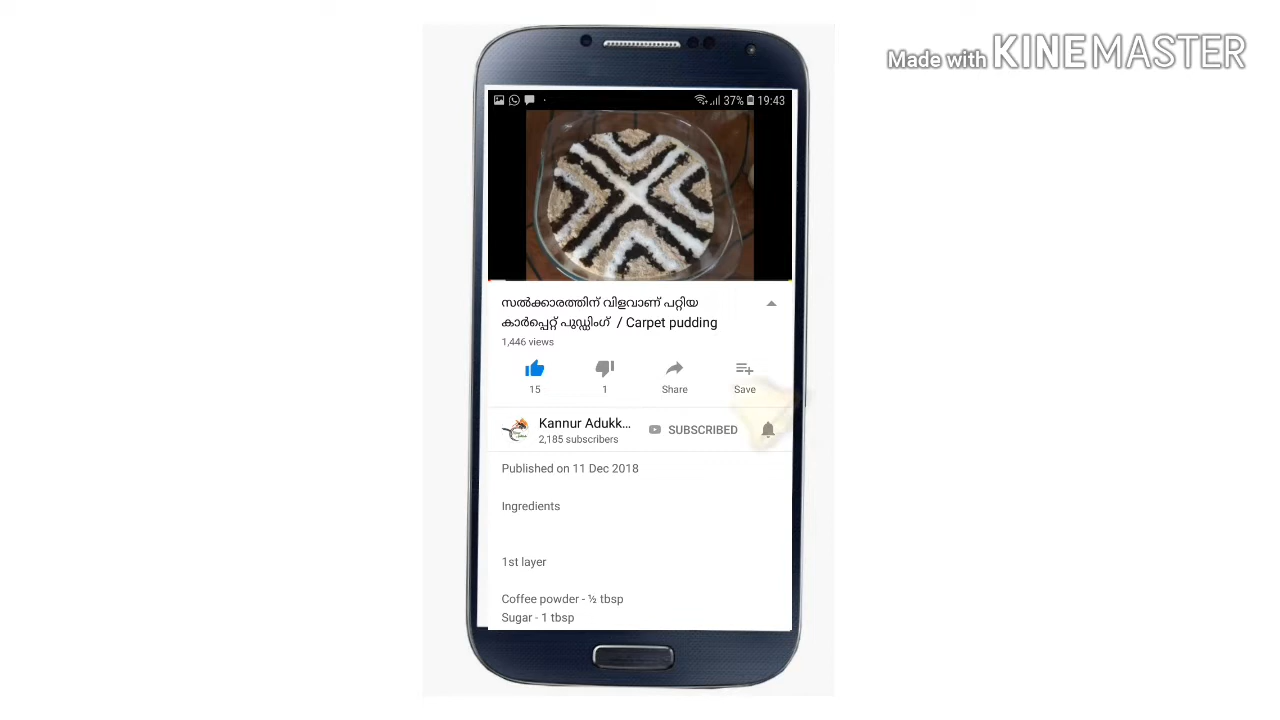 Made with KINEMASTER
37% 19:43
സൽക്കാരത്തിന് വിളവാണ് പറ്റിയ
കാർപ്പെറ്റ് പുഡ്ഡിംഗ് / Carpet pudding
1,446 views
15 1 Share Save
Kannur Adukk... SUBSCRIBED
2,185 subscribers
Published on 11 Dec 2018
Ingredients
1st layer
Coffee powder - ½ tbsp
Sugar - 1 tbsp